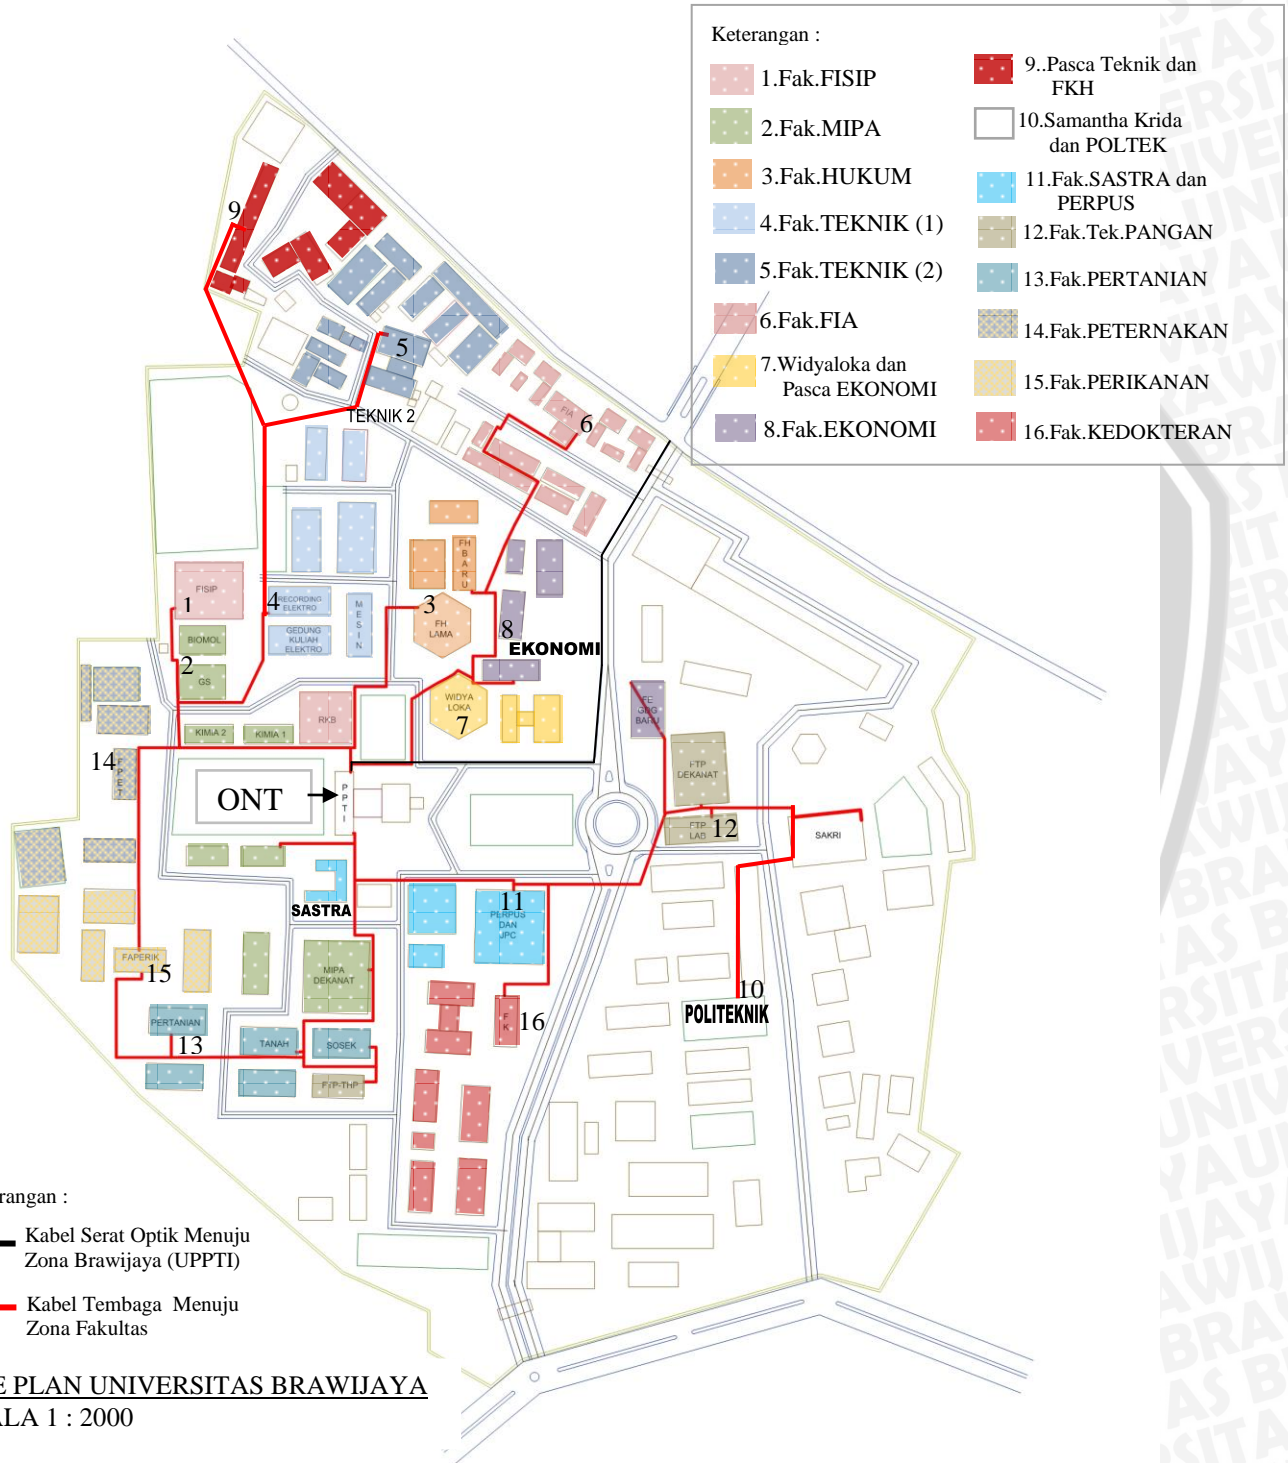 Keterangan :
1.Fak.FISIP
2.Fak.MIPA
3.Fak.HUKUM
4.Fak.TEKNIK (1)
5.Fak.TEKNIK (2)
6.Fak.FIA
7.Widyaloka dan
Pasca EKONOMI
8.Fak.EKONOMI
9..Pasca Teknik dan
FKH
10.Samantha Krida
dan POLTEK
11.Fak.SASTRA dan
PERPUS
12.Fak.Tek.PANGAN
13.Fak.PERTANIAN
14.Fak.PETERNAKAN
15.Fak.PERIKANAN
16.Fak.KEDOKTERAN
9
5
TEKNIK 2
FIA
6
FISIP
1
BIOMOL
2
GS
4
RECORDING
ELEKTRO
GEDUNG
KULIAH
ELEKTRO
MESIN
FH
BARU
3
FH
LAMA
8
EKONOMI
WIDYA
LOKA
7
RKB
KIMIA 2
KIMIA 1
FE
GDG
BARU
FTP
DEKANAT
FTP
LAB
12
SAKRI
14
FPET
ONT
PPTI
SASTRA
11
PERPUS
DAN
JPC
FAPERIK
15
MIPA
DEKANAT
PERTANIAN
13
TANAH
SOSEK
FTP-THP
FK
16
10
POLITEKNIK
rangan :
Kabel Serat Optik Menuju
Zona Brawijaya (UPPTI)
Kabel Tembaga Menuju
Zona Fakultas
E PLAN UNIVERSITAS BRAWIJAYA
ALA 1 : 2000